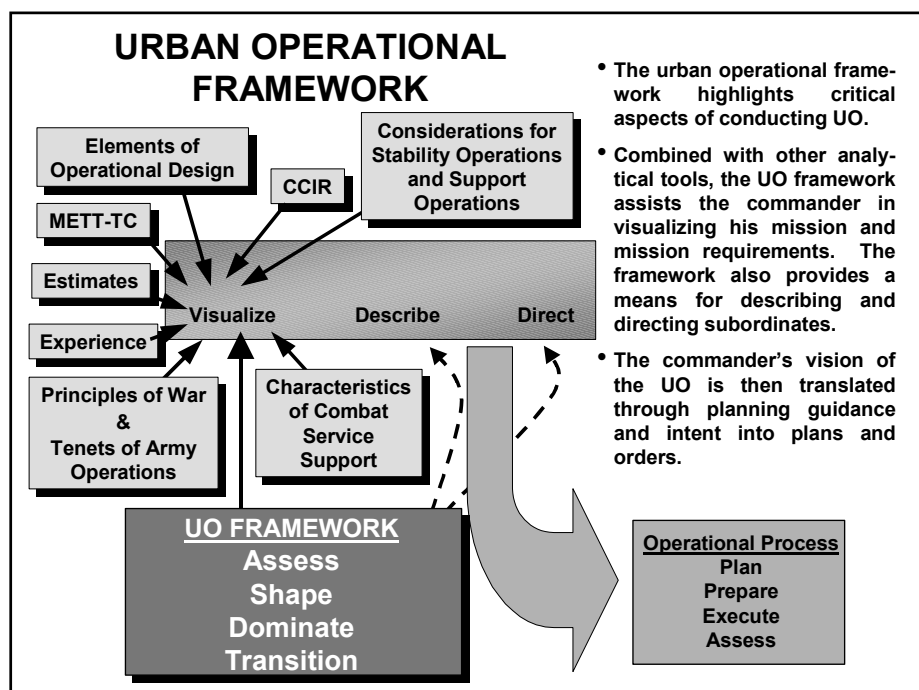 URBAN OPERATIONAL
FRAMEWORK
Elements of
Operational Design
CCIR
Considerations for
Stability Operations
and Support
Operations
METT-TC
Estimates
Experience
Visualize
Describe
Direct
Principles of War
&
Tenets of Army
Operations
Characteristics
of Combat
Service
Support
UO FRAMEWORK
Assess
Shape
Dominate
Transition
• The urban operational frame-
work highlights critical
aspects of conducting UO.
• Combined with other analy-
tical tools, the UO framework
assists the commander in
visualizing his mission and
mission requirements. The
framework also provides a
means for describing and
directing subordinates.
• The commander's vision of
the UO is then translated
through planning guidance
and intent into plans and
orders.
Operational Process
Plan
Prepare
Execute
Assess